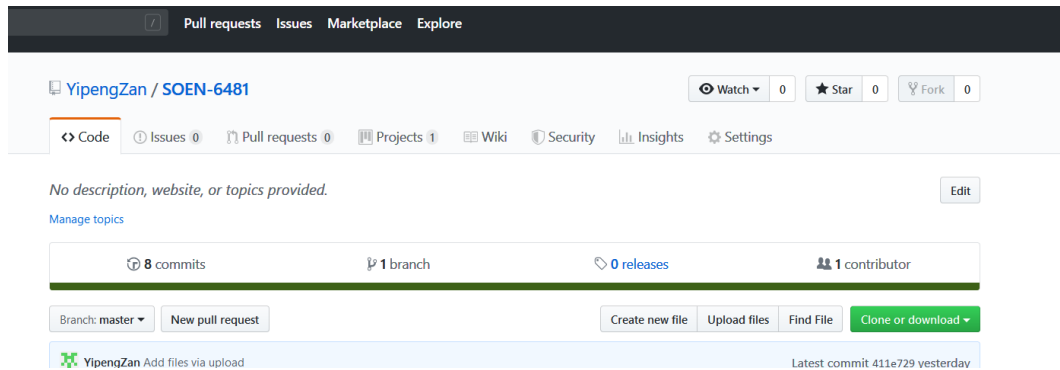 / Pull requests Issues Marketplace Explore
YipengZan / SOEN-6481 Watch 0 Star 0 Fork 0
Code Issues 0 Pull requests 0 Projects 1 Wiki Security Insights Settings
No description, website, or topics provided. Edit
Manage topics
8 commits 1 branch 0 releases 1 contributor
Branch: master New pull request Create new file Upload files Find File Clone or download
YipengZan Add files via upload Latest commit 411e729 yesterday